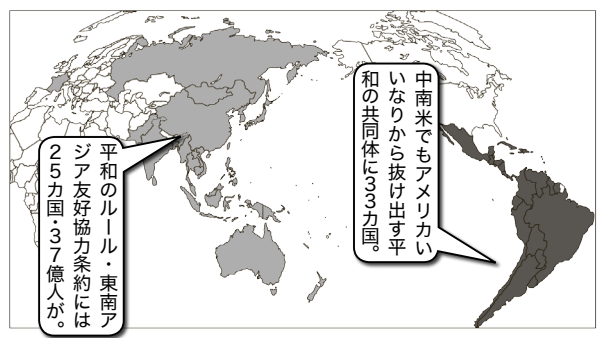 中南米でもアメリカい
いなりから抜け出す平
和の共同体に33カ国。
平和のルール・東南ア
ジア友好協力条約には
25カ国・37億人が。